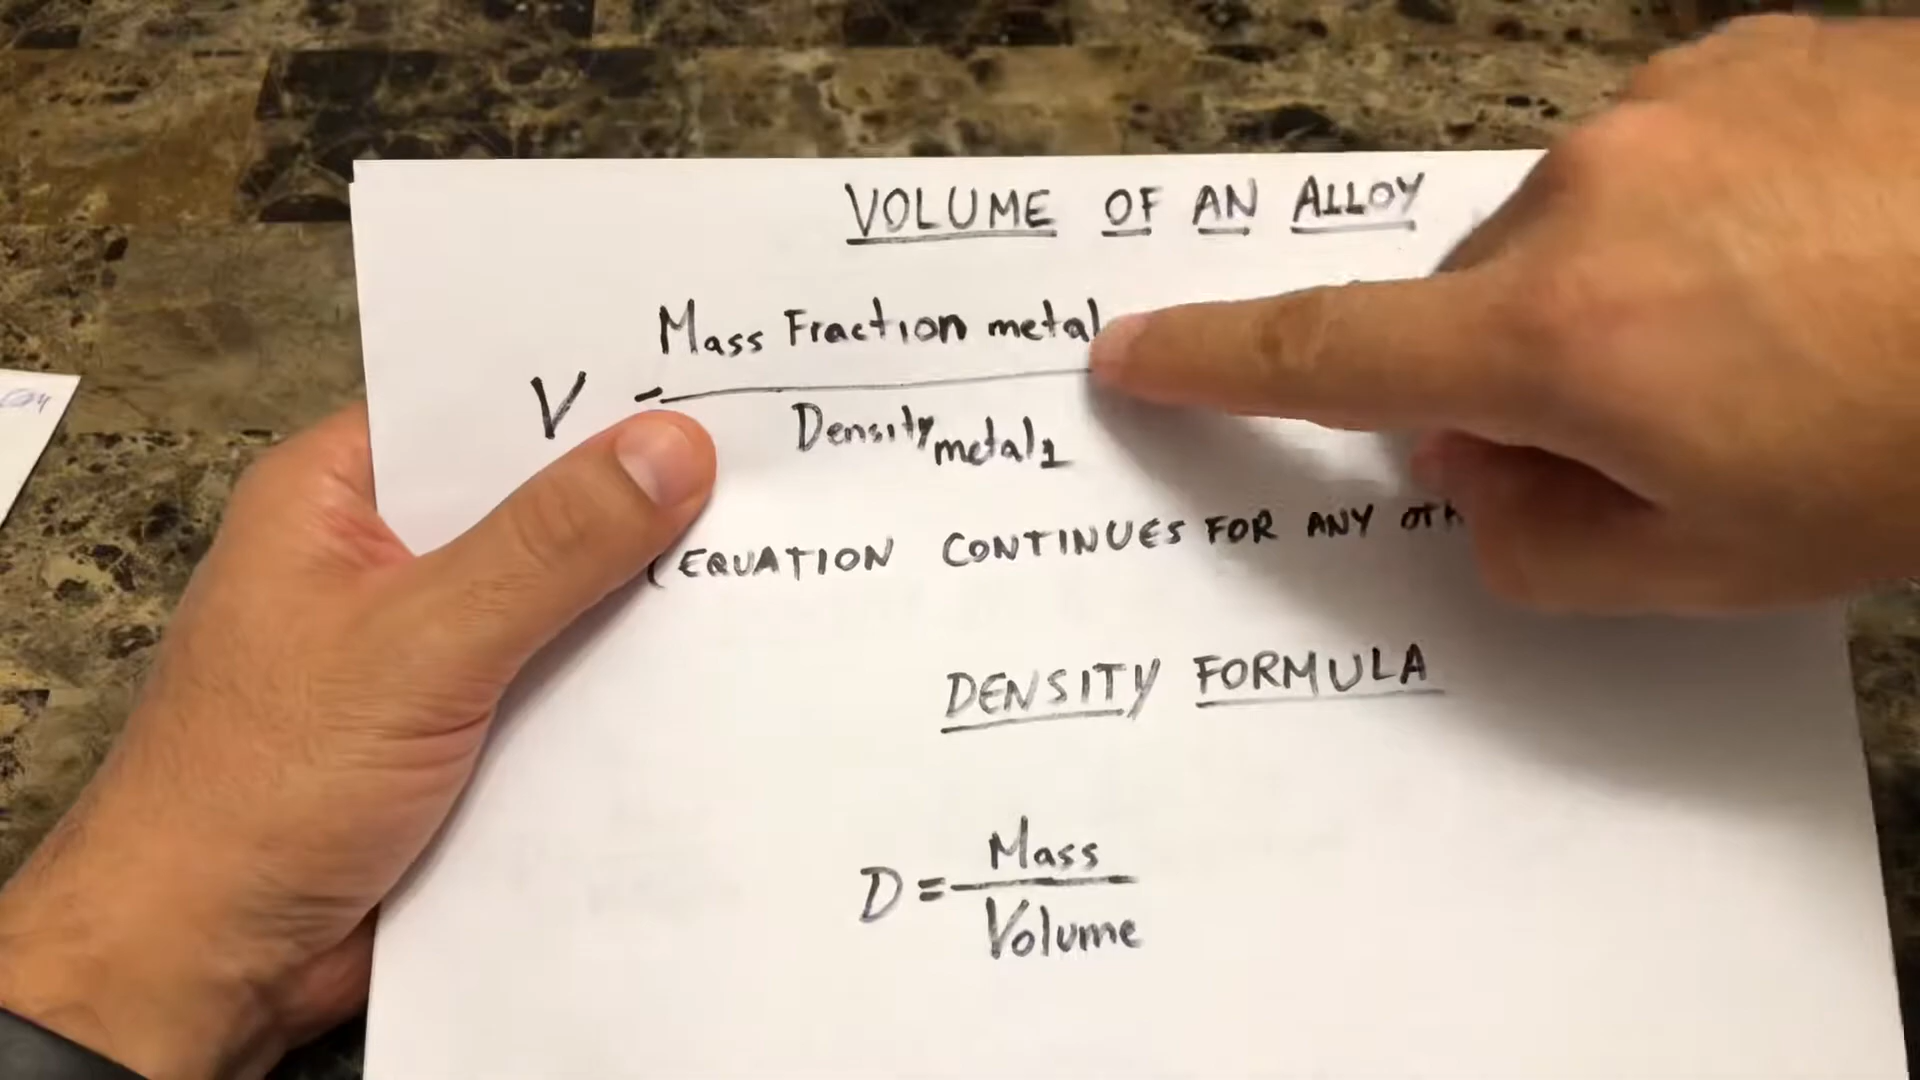 VOLUME OF AN ALLOY
Mass Fraction metal
V =
Density metal1
(EQUATION CONTINUES FOR ANY
DENSITY FORMULA
Mass
D =
Volume